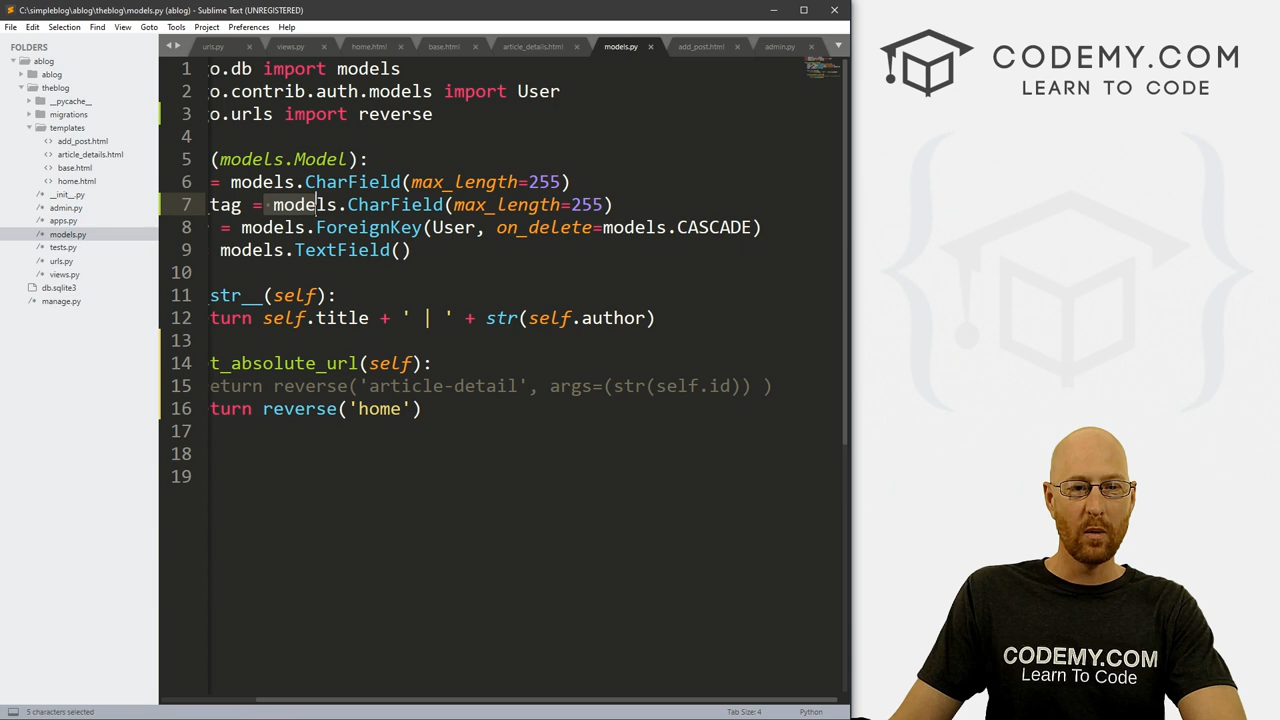 C:\simpleblog\ablog\theblog\models.py (ablog) - Sublime Text (UNREGISTERED)
File Edit Selection Find View Goto Tools Project Preferences Help
FOLDERS
ablog
ablog
theblog
__pycache__
migrations
templates
add_post.html
article_details.html
base.html
home.html
__init__.py
admin.py
apps.py
models.py
tests.py
urls.py
views.py
db.sqlite3
manage.py
urls.py views.py home.html base.html article_details.html models.py add_post.html admin.py
1 o.db import models
2 o.contrib.auth.models import User
3 o.urls import reverse
4
5 (models.Model):
6 = models.CharField(max_length=255)
7 _tag = models.CharField(max_length=255)
8 = models.ForeignKey(User, on_delete=models.CASCADE)
9 models.TextField()
10
11 _str__(self):
12 turn self.title + ' | ' + str(self.author)
13
14 t_absolute_url(self):
15 eturn reverse('article-detail', args=(str(self.id)) )
16 turn reverse('home')
17
18
19
5 characters selected Tab Size: 4 Python
CODEMY.COM
LEARN TO CODE
CODEMY.COM
Learn To Code